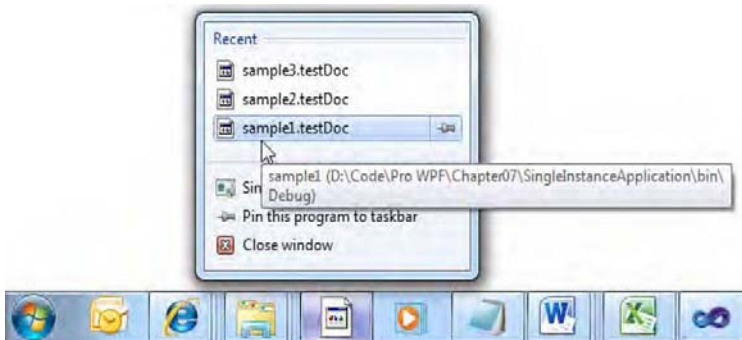 Recent
sample3.testDoc
sample2.testDoc
sample1.testDoc
sample1 (D:\Code\Pro WPF\Chapter07\SingleInstanceApplication\bin\
Debug)
Sin
Pin this program to taskbar
Close window